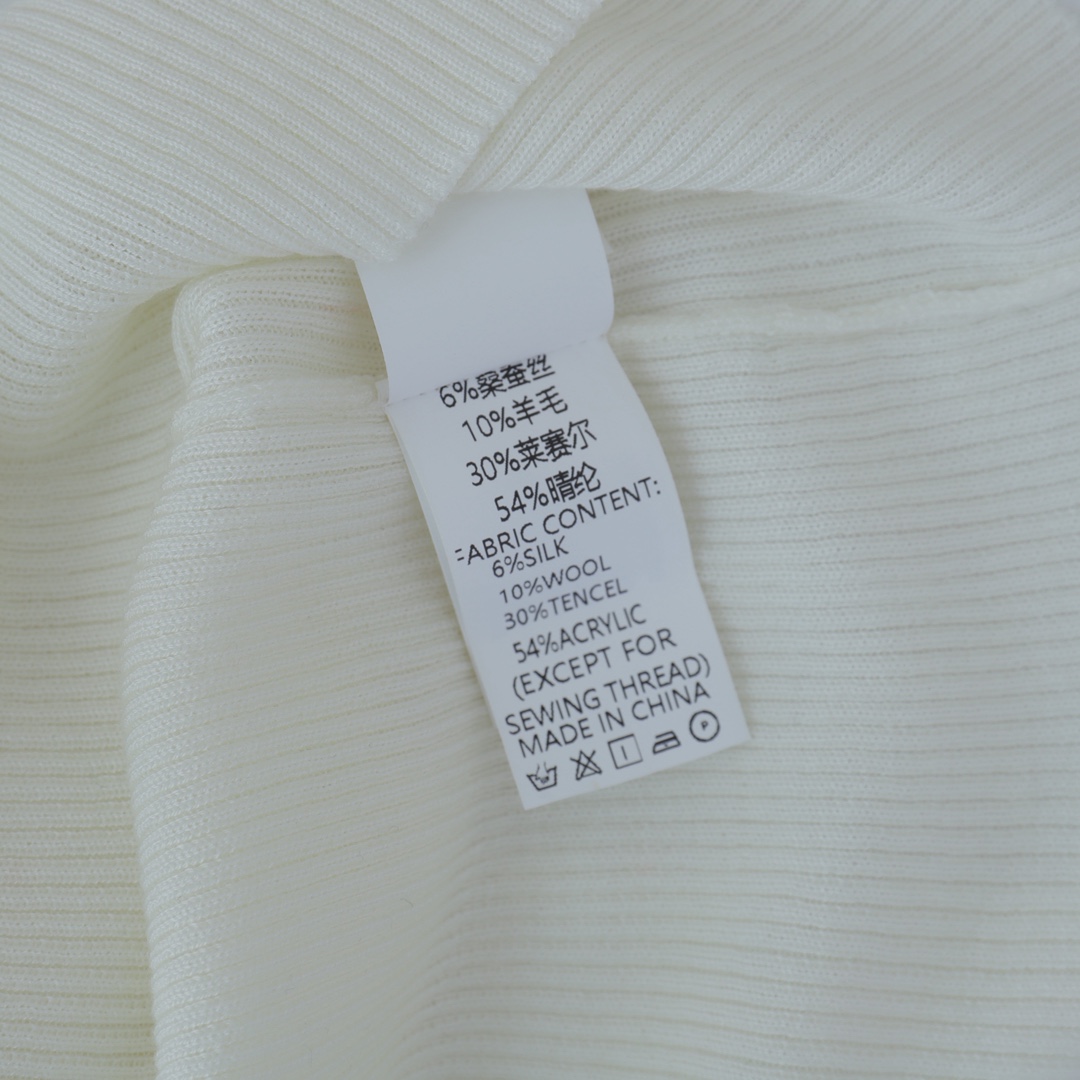 6%桑蚕丝
10%羊毛
30%莱赛尔
54%晴纶
FABRIC CONTENT:
6%SILK
10%WOOL
30%TENCEL
54%ACRYLIC
(EXCEPT FOR
SEWING THREAD)
MADE IN CHINA
P